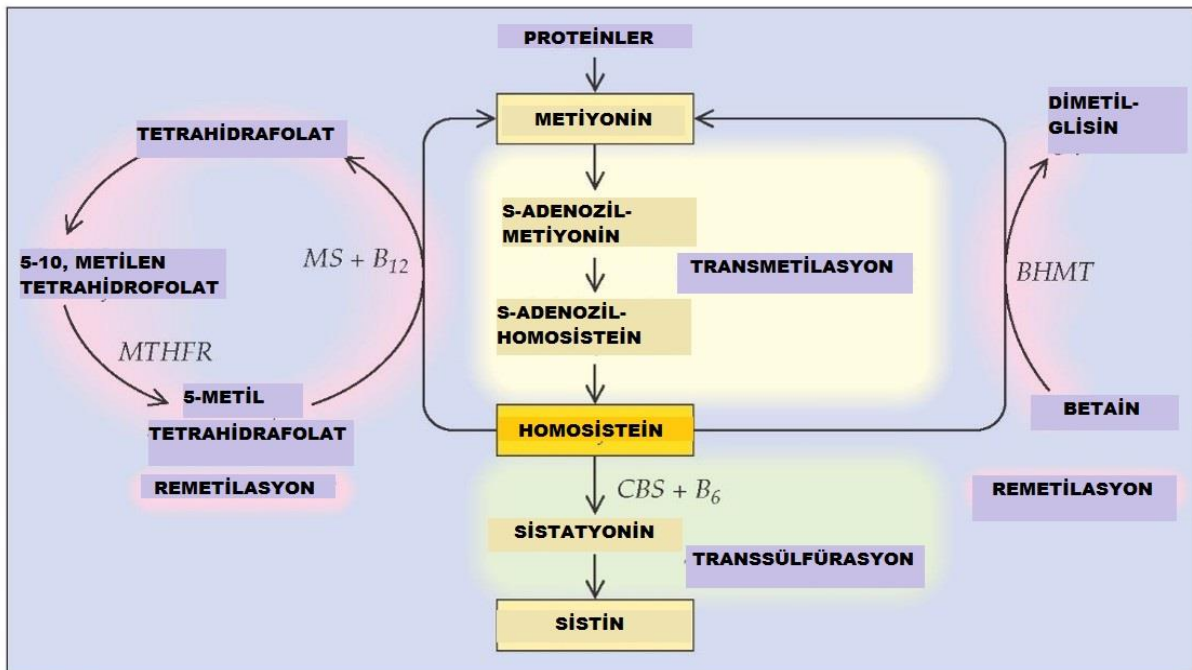 PROTEİNLER
METİYONİN
DİMETİL-
GLİSİN
TETRAHİDRAFOLAT
S-ADENOZİL-
METİYONİN
5-10, METİLEN
TETRAHİDROFOLAT
MS + B12
TRANSMETİLASYON
BHMT
S-ADENOZİL-
HOMOSİSTEİN
MTHFR
5-METİL
TETRAHİDRAFOLAT
HOMOSİSTEİN
BETAİN
REMETİLASYON
CBS + B6
REMETİLASYON
SİSTATYONİN
TRANSSÜLFÜRASYON
SİSTİN